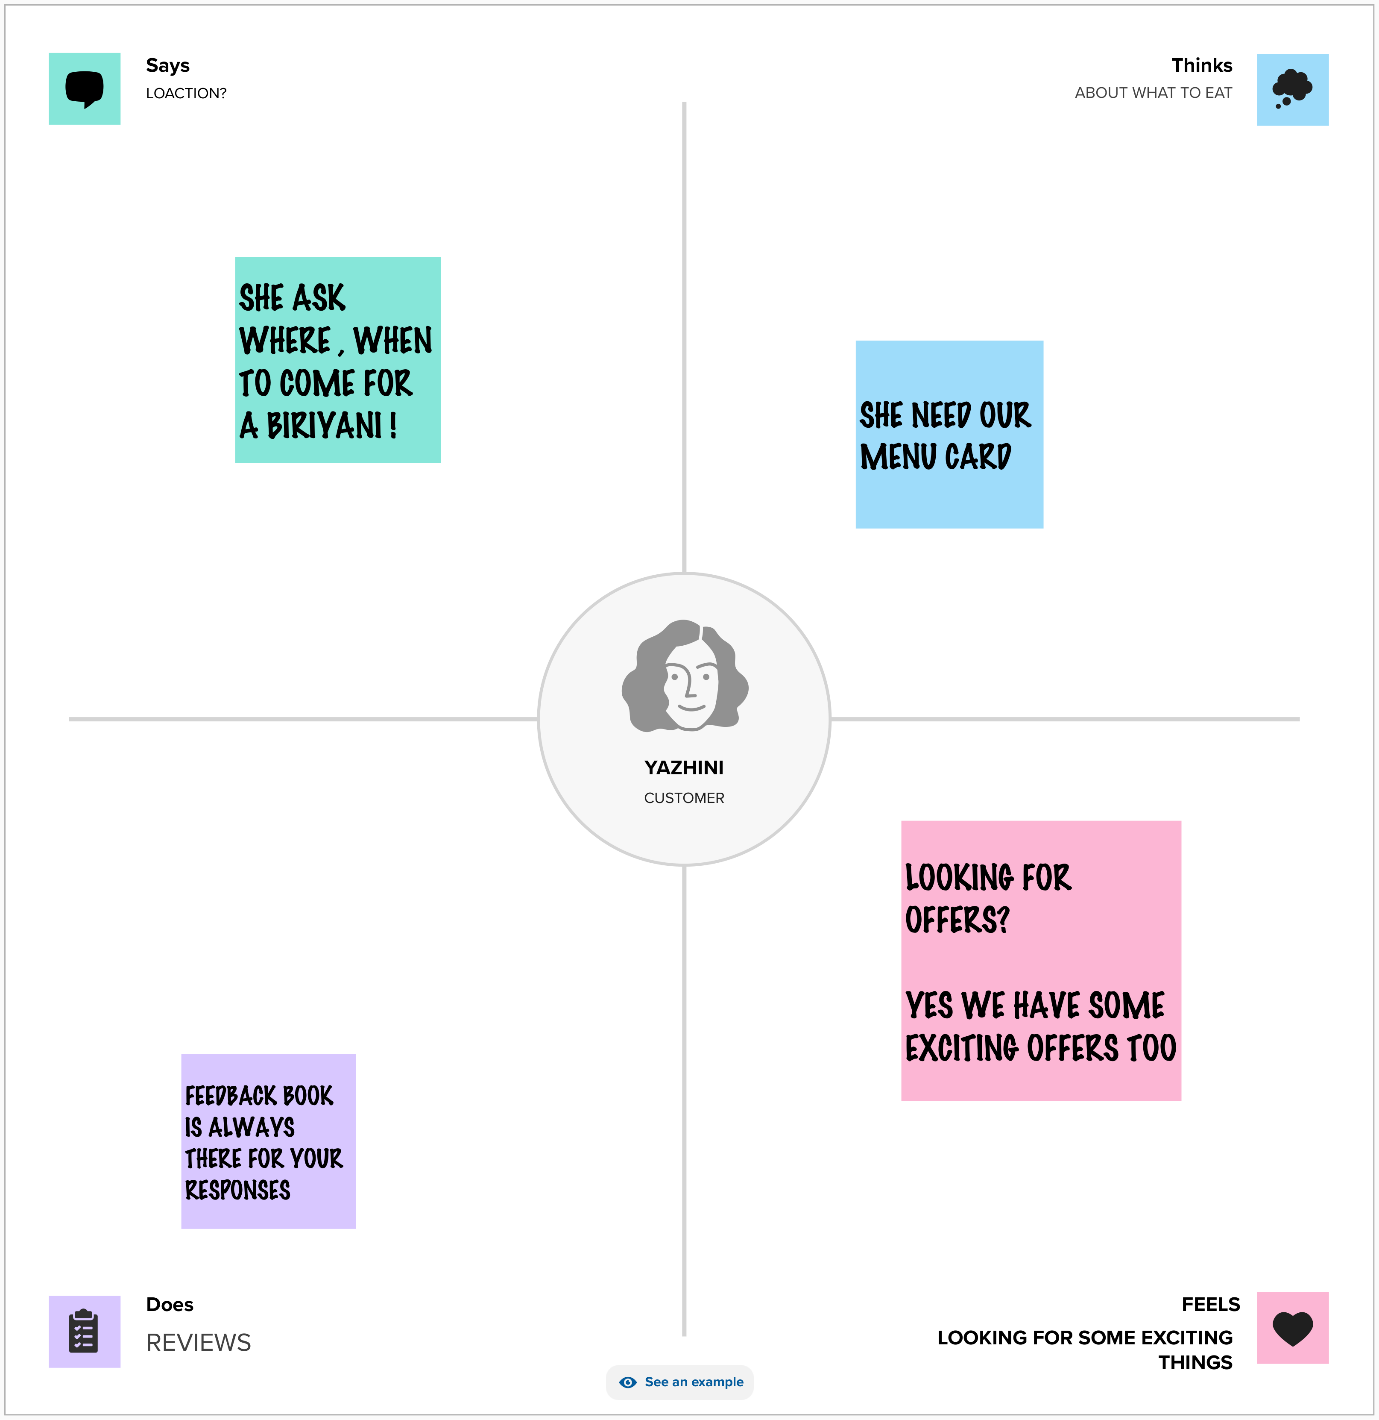 Says
LOACTION?
Thinks
ABOUT WHAT TO EAT
SHE ASK
WHERE , WHEN
TO COME FOR
A BIRIYANI !
SHE NEED OUR
MENU CARD
YAZHINI
CUSTOMER
LOOKING FOR
OFFERS?
YES WE HAVE SOME
EXCITING OFFERS TOO
FEEDBACK BOOK
IS ALWAYS
THERE FOR YOUR
RESPONSES
Does
REVIEWS
FEELS
LOOKING FOR SOME EXCITING
THINGS
See an example